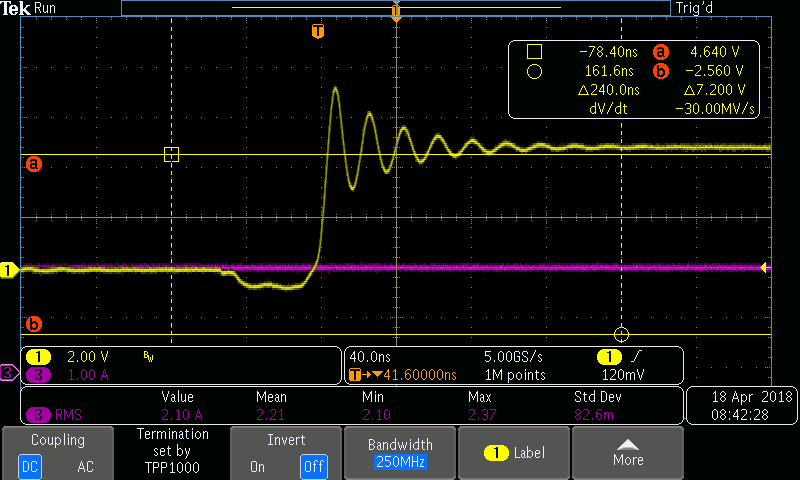 Tek Run Trig'd
T
T
-78.40ns a 4.640 V
161.6ns b -2.560 V
Δ240.0ns Δ7.200 V
dV/dt -30.00MV/s
a
1
b
3
1 2.00 V BW
3 1.00 A
40.0ns 5.00GS/s 1 120mV
T→▼41.60000ns 1M points
Value Mean Min Max Std Dev
3 RMS 2.10 A 2.21 2.10 2.37 82.6m
18 Apr 2018
08:42:28
Coupling
DC AC
Termination
set by
TPP1000
Invert
On Off
Bandwidth
250MHz
1 Label
More